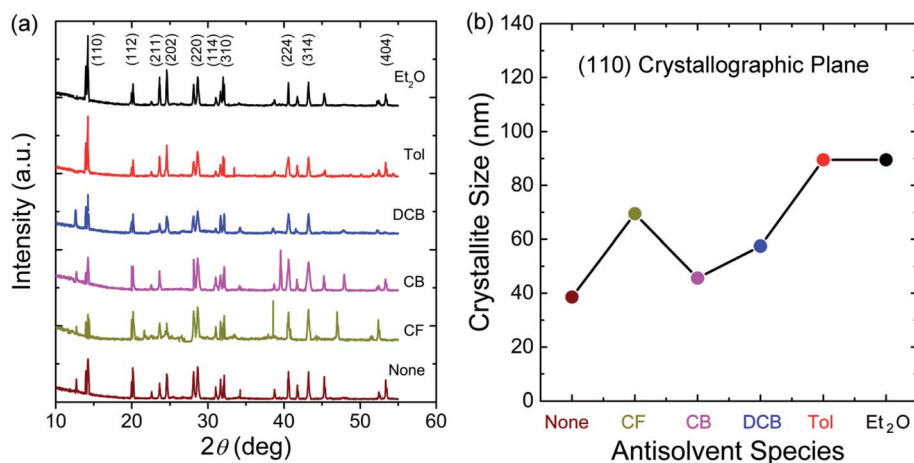 (a)
Intensity (a.u.)
(110)
(112)
(211)
(202)
(220)
(114)
(310)
(224)
(314)
(404)
Et2O
Tol
DCB
CB
CF
None
10 20 30 40 50 60
2θ (deg)
(b)
Crystallite Size (nm)
140
120
100
80
60
40
20
0
(110) Crystallographic Plane
None CF CB DCB Tol Et2O
Antisolvent Species